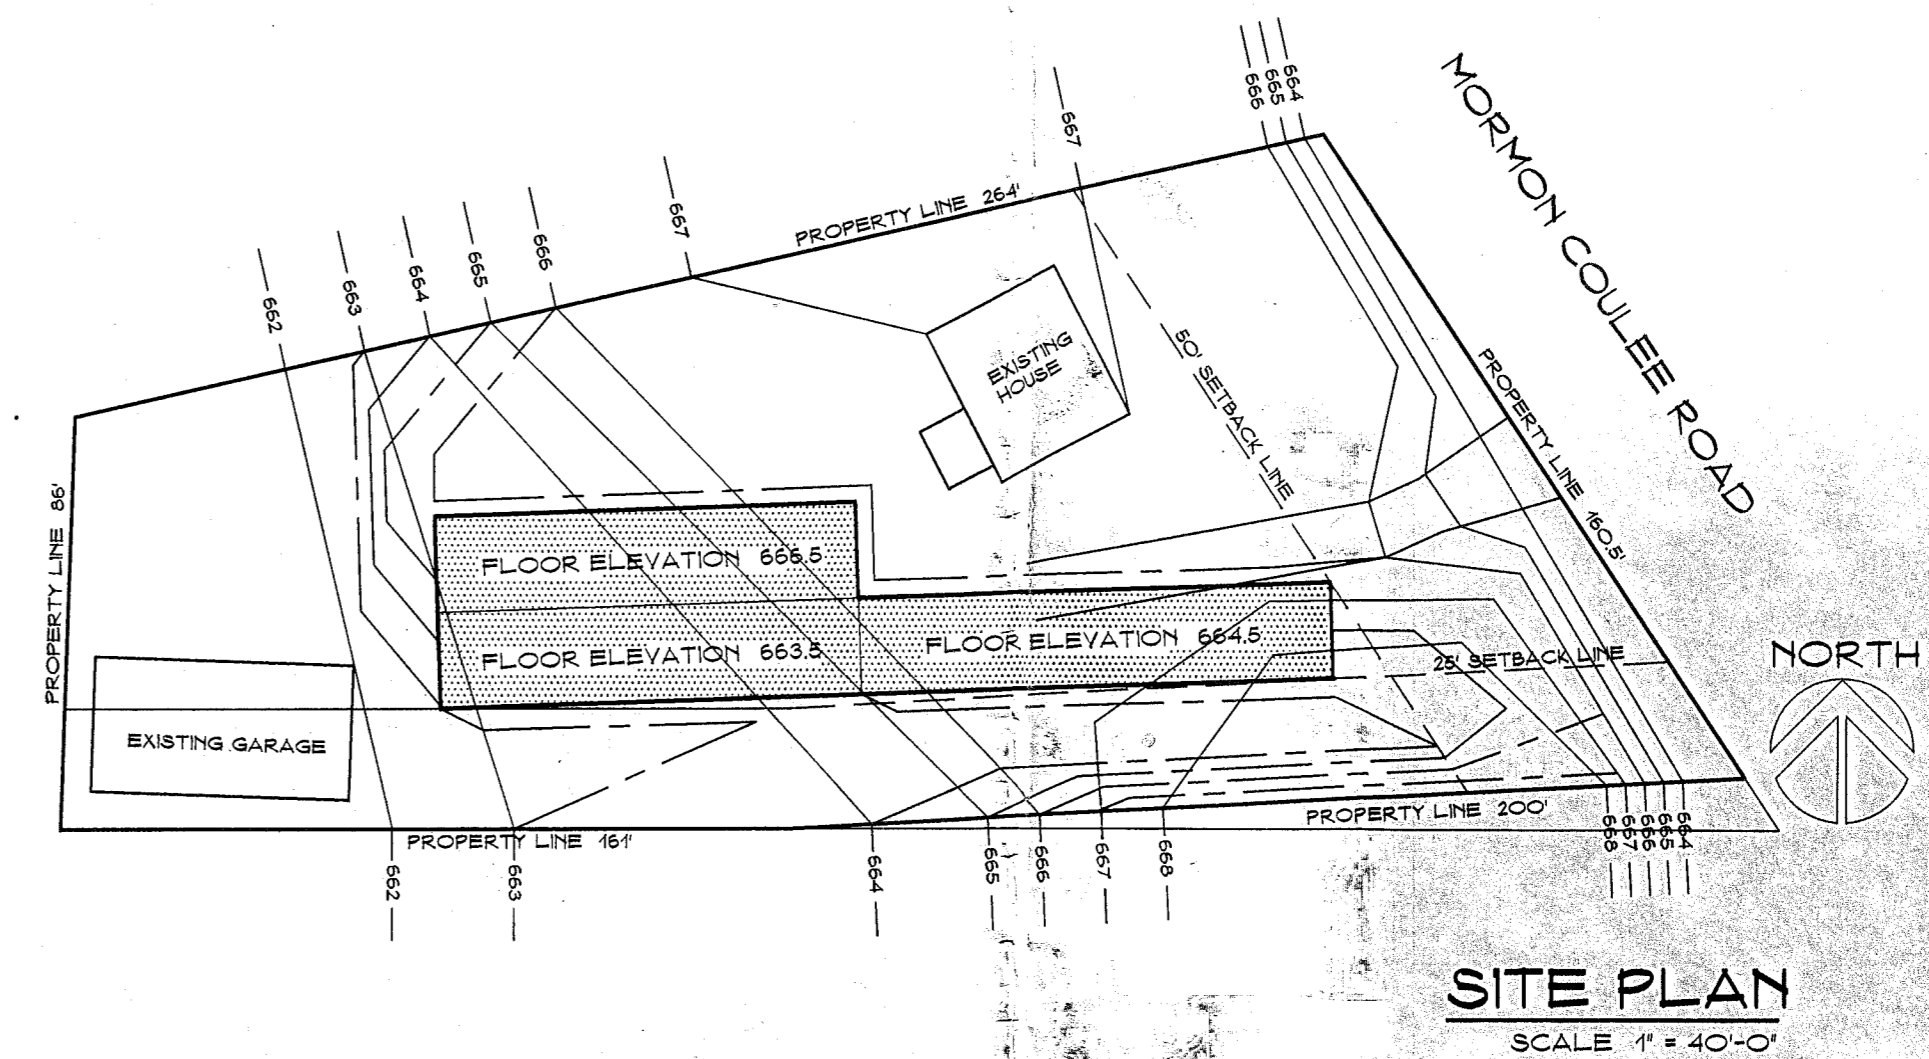 664
665
666
667
667
666
665
664
663
662
MORMON COULEE ROAD
PROPERTY LINE 264'
50' SETBACK LINE
EXISTING
HOUSE
PROPERTY LINE 160.5'
PROPERTY LINE 86'
FLOOR ELEVATION 666.5
FLOOR ELEVATION 663.5
FLOOR ELEVATION 664.5
25' SETBACK LINE
NORTH
EXISTING GARAGE
PROPERTY LINE 161'
PROPERTY LINE 200'
662
663
664
665
666
667
668
668
667
666
665
664
SITE PLAN
SCALE 1" = 40'-0"